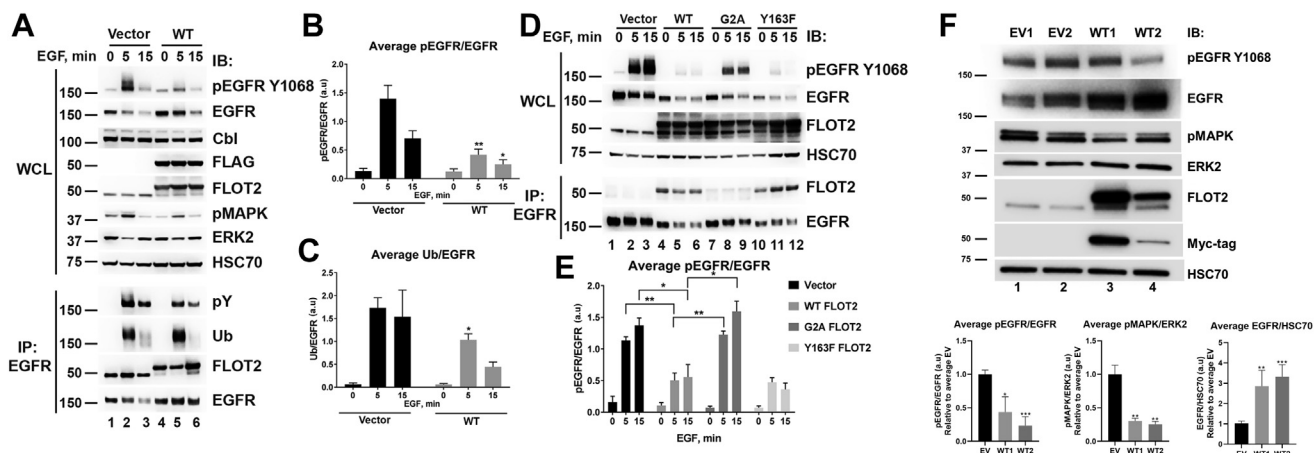 A
Vector WT
EGF, min 0 5 15 0 5 15 IB:
150 pEGFR Y1068
150 EGFR
100 Cbl
FLAG
50 FLOT2
37 pMAPK
37 ERK2
75 HSC70
WCL
150 pY
150 Ub
50 FLOT2
150 EGFR
IP:
EGFR
1 2 3 4 5 6
B
Average pEGFR/EGFR
pEGFR/EGFR (a.u)
2.0
1.5
1.0
0.5
0.0
** *
0 5 15 0 5 15
EGF, min
Vector WT
C
Average Ub/EGFR
Ub/EGFR (a.u)
2.5
2.0
1.5
1.0
0.5
0.0
*
0 5 15 0 5 15
EGF, min
Vector WT
D
Vector WT G2A Y163F
EGF, min 0 5 15 0 5 15 0 5 15 0 5 15 IB:
150 pEGFR Y1068
150 EGFR
50 FLOT2
75 HSC70
WCL
50 FLOT2
150 EGFR
IP:
EGFR
1 2 3 4 5 6 7 8 9 10 11 12
E
Average pEGFR/EGFR
pEGFR/EGFR (a.u)
2.0
1.5
1.0
0.5
0.0
* *
** **
Vector
WT FLOT2
G2A FLOT2
Y163F FLOT2
0 5 15 0 5 15 0 5 15 0 5 15
EGF, min
F
EV1 EV2 WT1 WT2 IB:
pEGFR Y1068
150
EGFR
150
50 pMAPK
37
50 ERK2
37
FLOT2
50
75
Myc-tag
50
75 HSC70
1 2 3 4
Average pEGFR/EGFR
pEGFR/EGFR (a.u)
Relative to average EV
1.5
1.0
0.5
0.0
* ***
EV WT1 WT2
Average pMAPK/ERK2
pMAPK/ERK2 (a.u)
Relative to average EV
1.5
1.0
0.5
0.0
** **
EV WT1 WT2
Average EGFR/HSC70
EGFR/HSC70 (a.u)
Relative to average EV
5
4
3
2
1
0
** ***
EV WT1 WT2